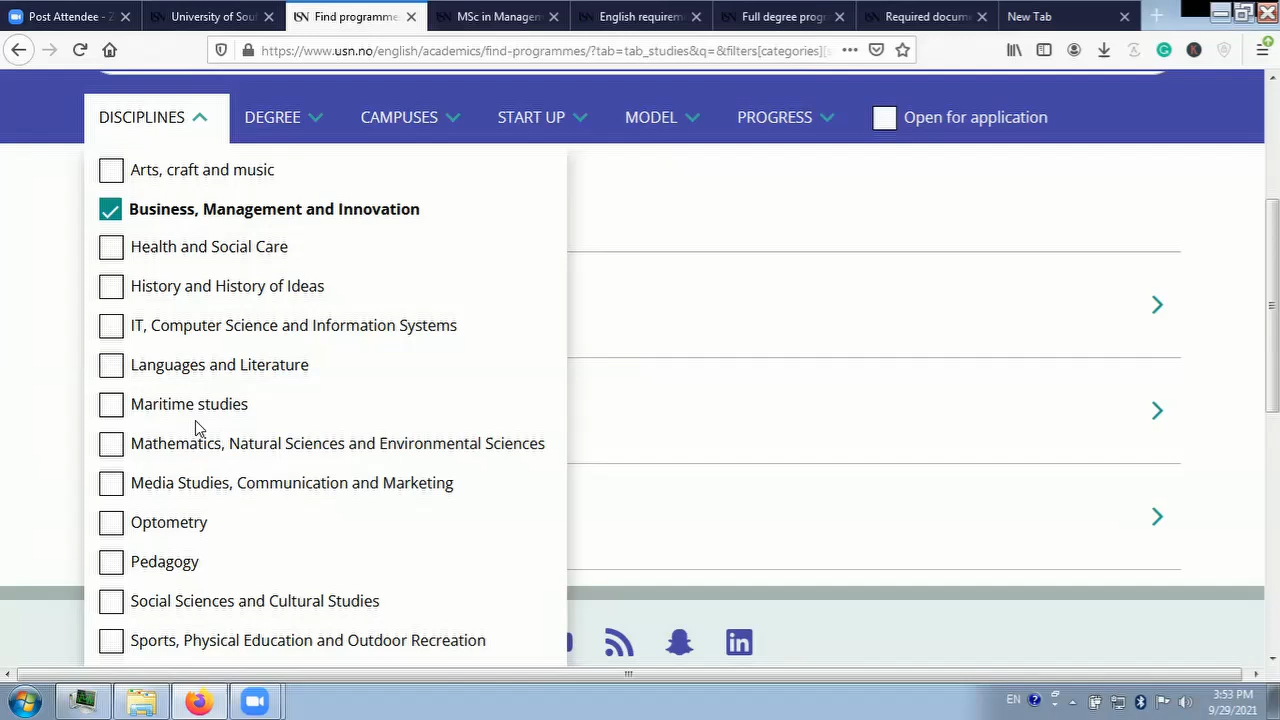 Post Attendee - Z
University of Sou
Find programme
MSc in Managem
English requirem
Full degree prog
Required docum
New Tab
https://www.usn.no/english/academics/find-programmes/?tab=tab_studies&q=&filters[categories][
DISCIPLINES
DEGREE
CAMPUSES
START UP
MODEL
PROGRESS
Open for application
Arts, craft and music
Business, Management and Innovation
Health and Social Care
History and History of Ideas
IT, Computer Science and Information Systems
Languages and Literature
Maritime studies
Mathematics, Natural Sciences and Environmental Sciences
Media Studies, Communication and Marketing
Optometry
Pedagogy
Social Sciences and Cultural Studies
Sports, Physical Education and Outdoor Recreation
EN
3:53 PM
9/29/2021